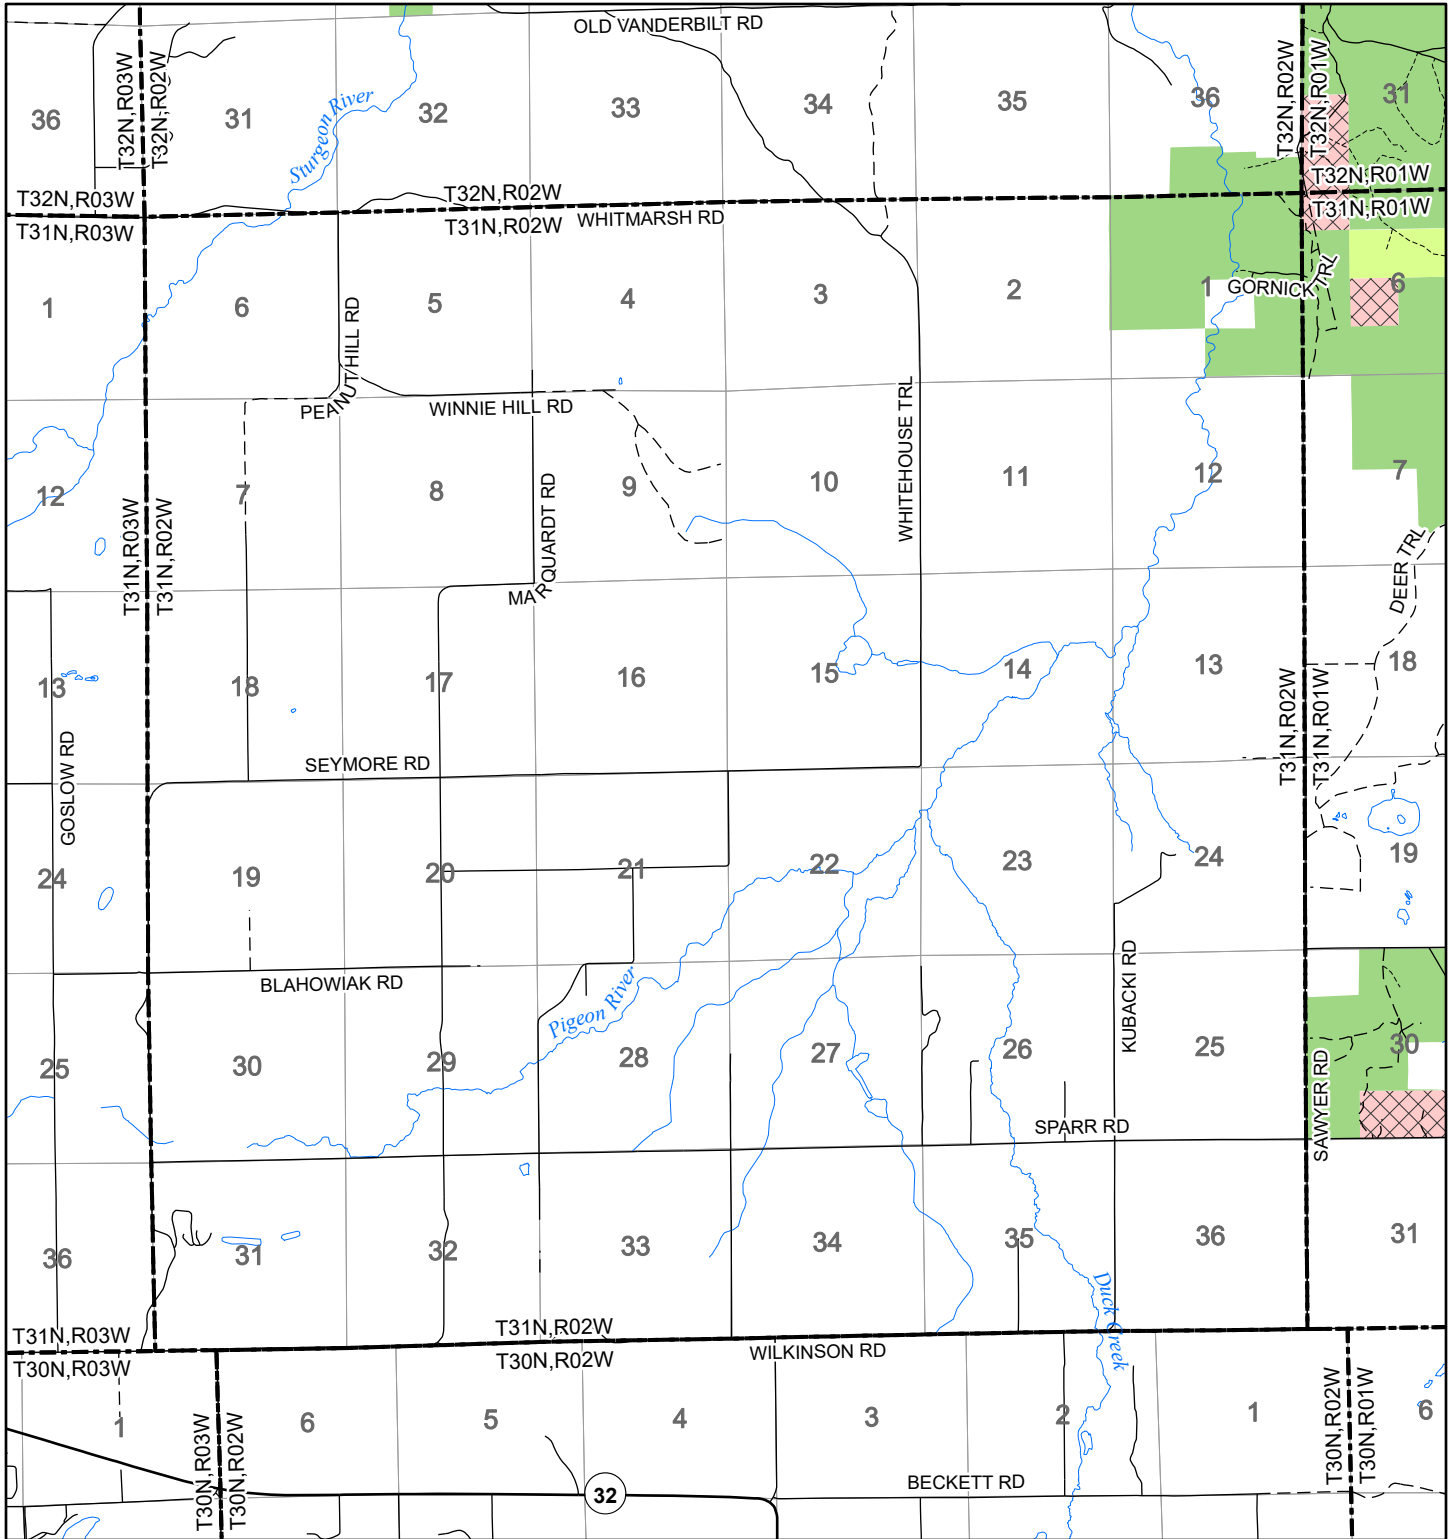 OLD VANDERBILT RD
T32N,R03W
T32N,R02W
T32N,R02W
T32N,R01W
36
31
32
33
34
35
36
31
Sturgeon River
T32N,R03W
T32N,R02W
T32N,R01W
T31N,R03W
T31N,R02W
WHITMARSH RD
T31N,R01W
1
6
5
4
3
2
1
6
GORNICK TRL
PEANUT HILL RD
WINNIE HILL RD
WHITEHOUSE TRL
12
7
8
9
10
11
12
7
MARQUARDT RD
T31N,R03W
T31N,R02W
DEER TRL
13
18
17
16
15
14
13
18
GOSLOW RD
SEYMORE RD
T31N,R02W
T31N,R01W
24
19
20
21
22
23
24
19
BLAHOWIAK RD
KUBACKI RD
Pigeon River
25
30
29
28
27
26
25
30
SPARR RD
SAWYER RD
36
31
32
33
34
35
36
31
Duck Creek
T31N,R03W
T31N,R02W
T30N,R03W
T30N,R02W
WILKINSON RD
1
6
5
4
3
2
1
6
T30N,R03W
T30N,R02W
T30N,R02W
T30N,R01W
32
BECKETT RD